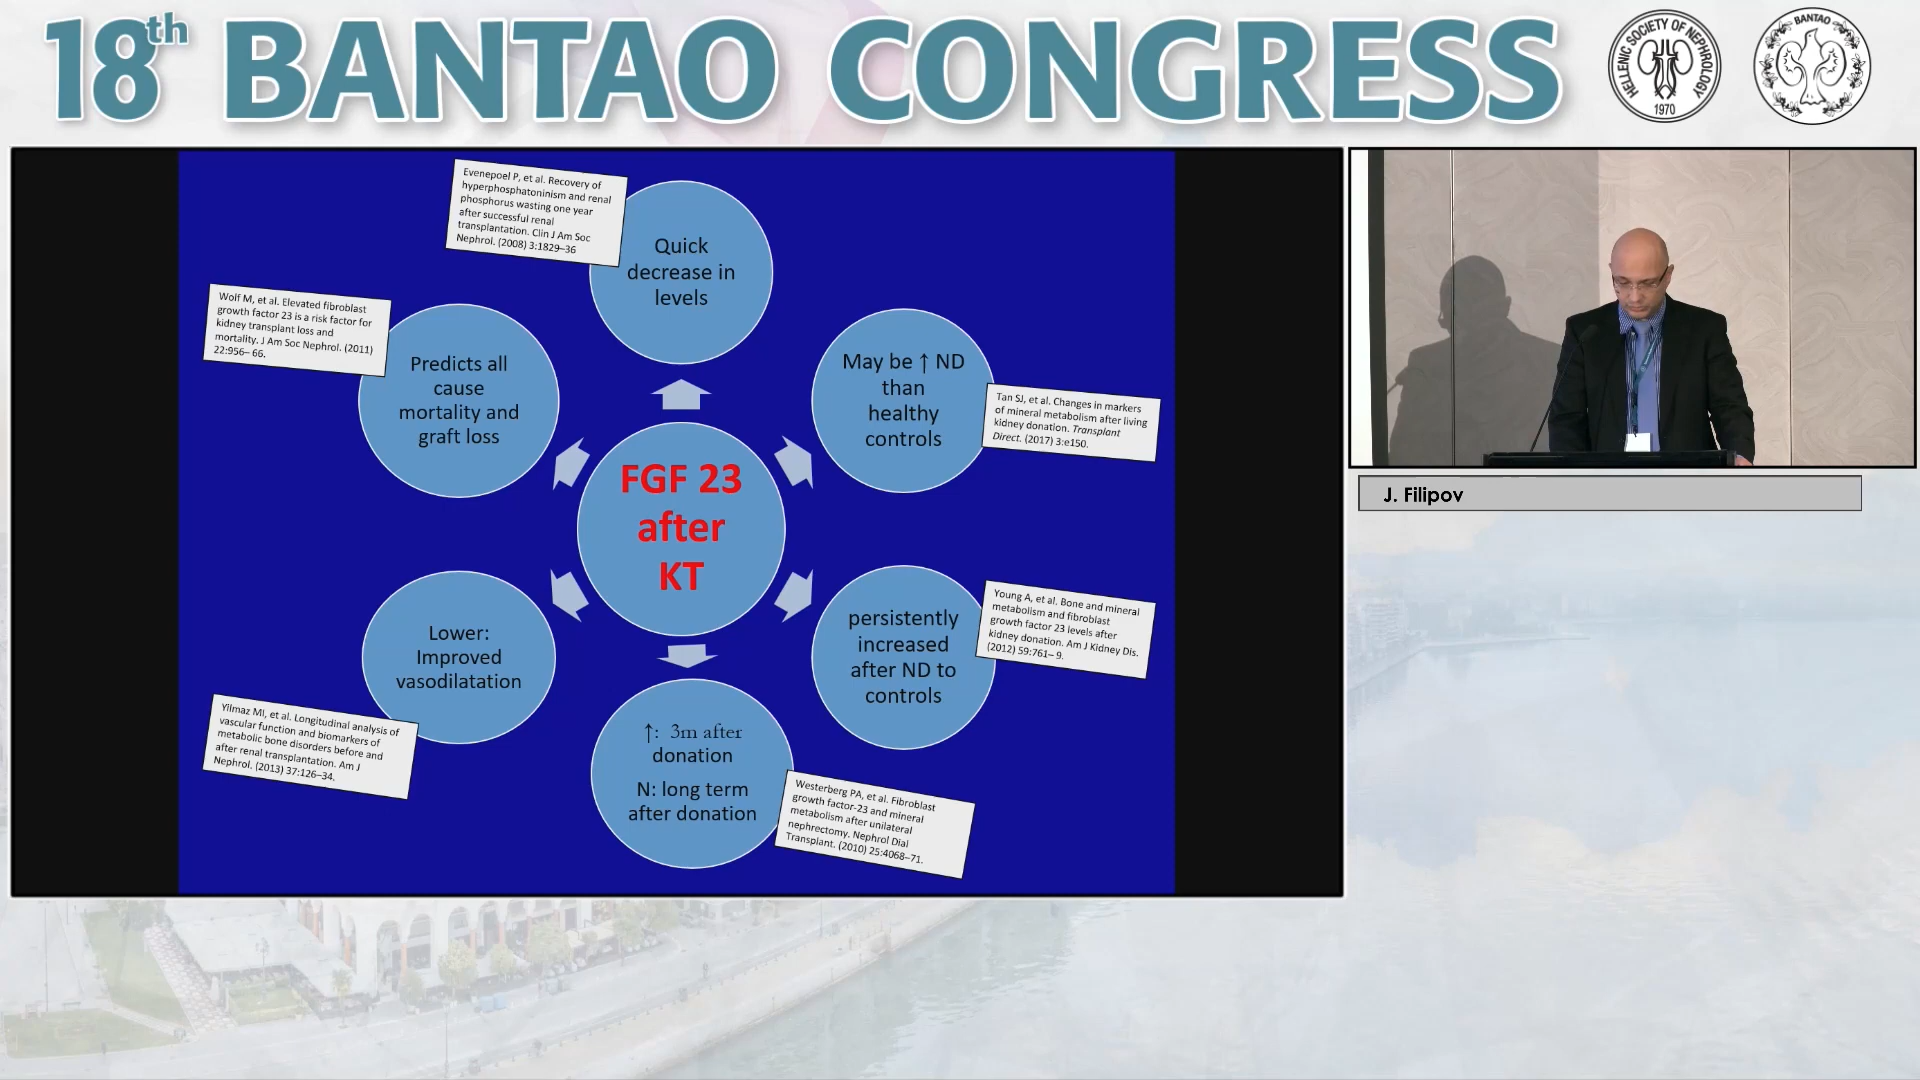 18th BANTAO CONGRESS
HELLENIC SOCIETY OF NEPHROLOGY
1970
BANTAO
Evenepoel P, et al. Recovery of
hyperphosphatoninism and renal
phosphorus wasting one year
after successful renal
transplantation. Clin J Am Soc
Nephrol. (2008) 3:1829–36
Quick
decrease in
levels
Wolf M, et al. Elevated fibroblast
growth factor 23 is a risk factor for
kidney transplant loss and
mortality. J Am Soc Nephrol. (2011)
22:956– 66.
Predicts all
cause
mortality and
graft loss
May be ↑ ND
than
healthy
controls
Tan SJ, et al. Changes in markers
of mineral metabolism after living
kidney donation. Transplant
Direct. (2017) 3:e150.
FGF 23
after
KT
J. Filipov
Lower:
Improved
vasodilatation
persistently
increased
after ND to
controls
Young A, et al. Bone and mineral
metabolism and fibroblast
growth factor 23 levels after
kidney donation. Am J Kidney Dis.
(2012) 59:761– 9.
Yilmaz MI, et al. Longitudinal analysis of
vascular function and biomarkers of
metabolic bone disorders before and
after renal transplantation. Am J
Nephrol. (2013) 37:126–34.
↑: 3m after
donation
N: long term
after donation
Westerberg PA, et al. Fibroblast
growth factor-23 and mineral
metabolism after unilateral
nephrectomy. Nephrol Dial
Transplant. (2010) 25:4068–71.